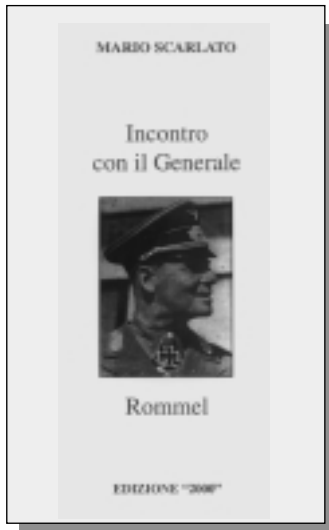 MARIO SCARLATO
Incontro
con il Generale
Rommel
EDIZIONE "2000"